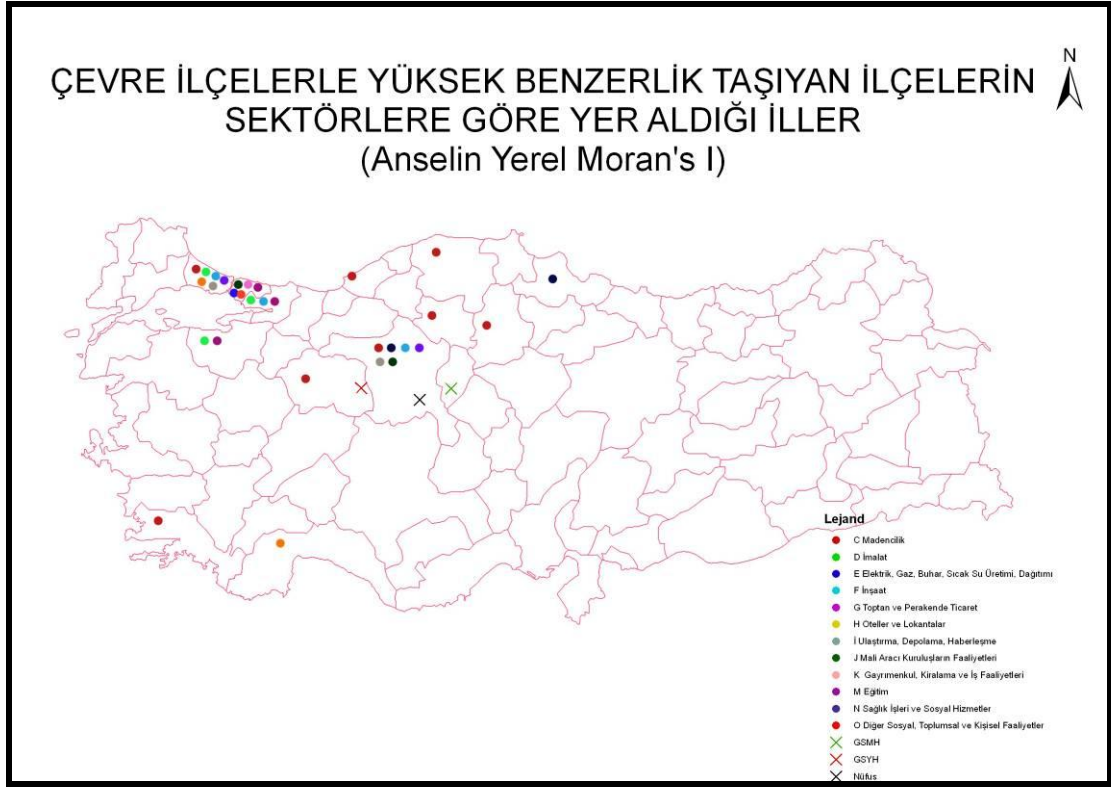 N
ÇEVRE İLÇELERLE YÜKSEK BENZERLİK TAŞIYAN İLÇELERİN
SEKTÖRLERE GÖRE YER ALDIĞI İLLER
(Anselin Yerel Moran's I)
Lejand
C Madencilik
D İmalat
E Elektrik, Gaz, Buhar, Sıcak Su Üretimi, Dağıtımı
F İnşaat
G Toptan ve Perakende Ticaret
H Oteller ve Lokantalar
İ Ulaştırma, Depolama, Haberleşme
J Mali Aracı Kuruluşların Faaliyetleri
K Gayrımenkul, Kiralama ve İş Faaliyetleri
M Eğitim
N Sağlık İşleri ve Sosyal Hizmetler
O Diğer Sosyal, Toplumsal ve Kişisel Faaliyetler
GSMH
GSYH
Nüfus